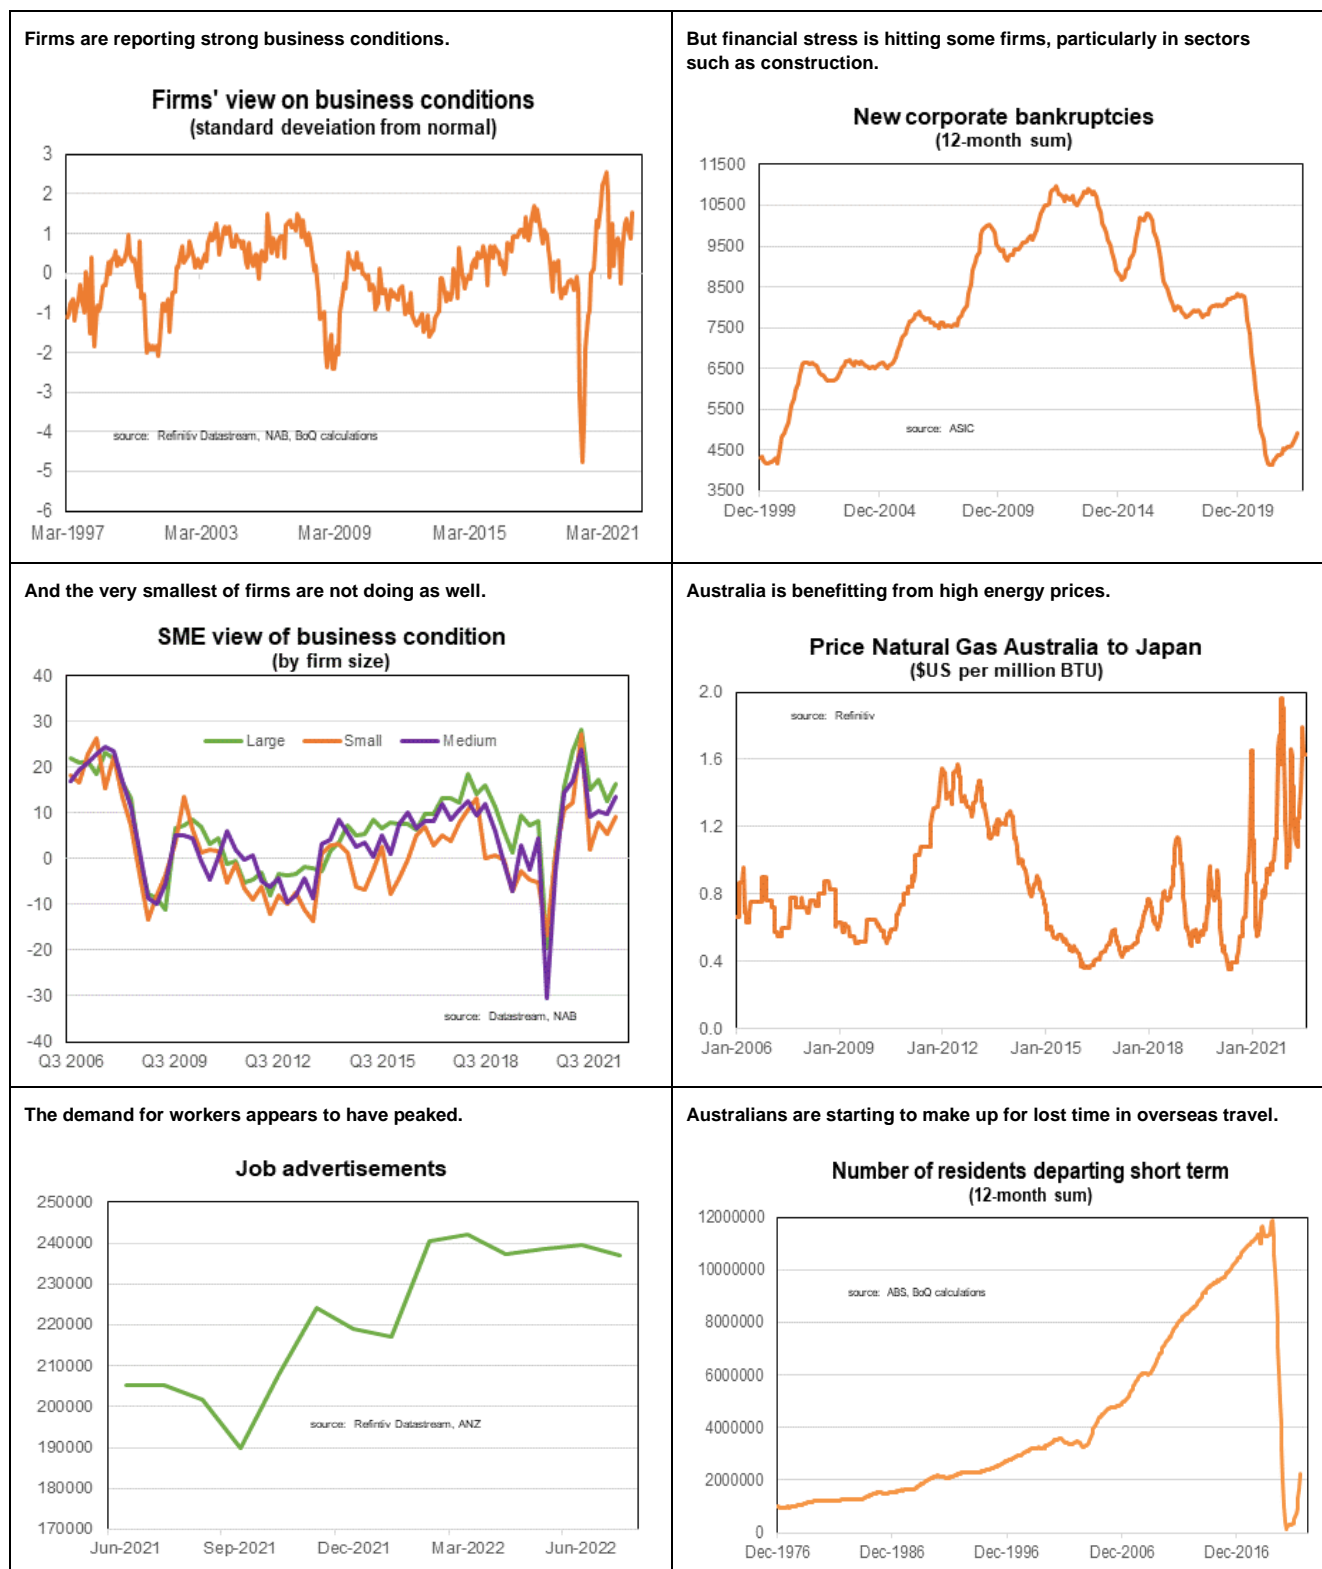 Firms are reporting strong business conditions.
Firms' view on business conditions
(standard deveiation from normal)
3
2
1
0
-1
-2
-3
-4
-5
-6
source: Refinitiv Datastream, NAB, BoQ calculations
Mar-1997 Mar-2003 Mar-2009 Mar-2015 Mar-2021
But financial stress is hitting some firms, particularly in sectors
such as construction.
New corporate bankruptcies
(12-month sum)
11500
10500
9500
8500
7500
6500
5500
4500
3500
source: ASIC
Dec-1999 Dec-2004 Dec-2009 Dec-2014 Dec-2019
And the very smallest of firms are not doing as well.
SME view of business condition
(by firm size)
40
30
20
10
0
-10
-20
-30
-40
Large Small Medium
source: Datastream, NAB
Q3 2006 Q3 2009 Q3 2012 Q3 2015 Q3 2018 Q3 2021
Australia is benefitting from high energy prices.
Price Natural Gas Australia to Japan
($US per million BTU)
2.0
1.6
1.2
0.8
0.4
0.0
source: Refinitiv
Jan-2006 Jan-2009 Jan-2012 Jan-2015 Jan-2018 Jan-2021
The demand for workers appears to have peaked.
Job advertisements
250000
240000
230000
220000
210000
200000
190000
180000
170000
source: Refintiv Datastream, ANZ
Jun-2021 Sep-2021 Dec-2021 Mar-2022 Jun-2022
Australians are starting to make up for lost time in overseas travel.
Number of residents departing short term
(12-month sum)
12000000
10000000
8000000
6000000
4000000
2000000
0
source: ABS, BoQ calculations
Dec-1976 Dec-1986 Dec-1996 Dec-2006 Dec-2016